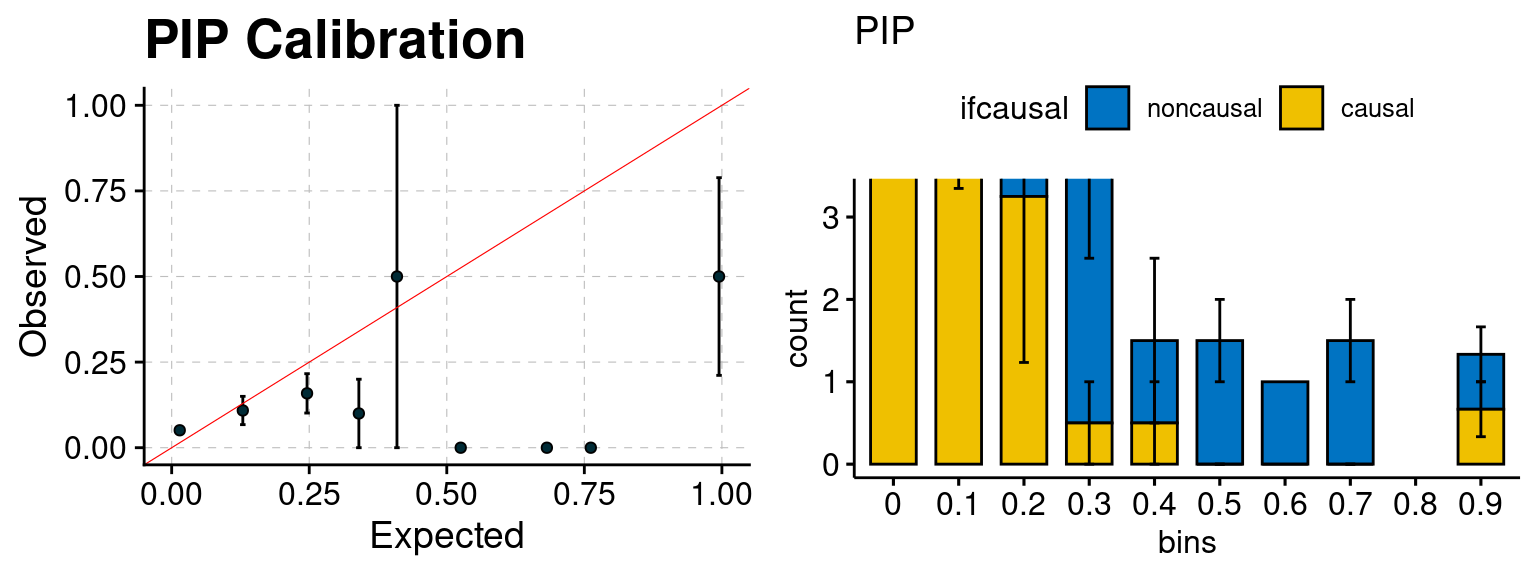 PIP Calibration
1.00
0.75
0.50
0.25
0.00
Observed
0.00 0.25 0.50 0.75 1.00
Expected
PIP
ifcausal noncausal causal
3
2
1
0
count
0 0.1 0.2 0.3 0.4 0.5 0.6 0.7 0.8 0.9
bins